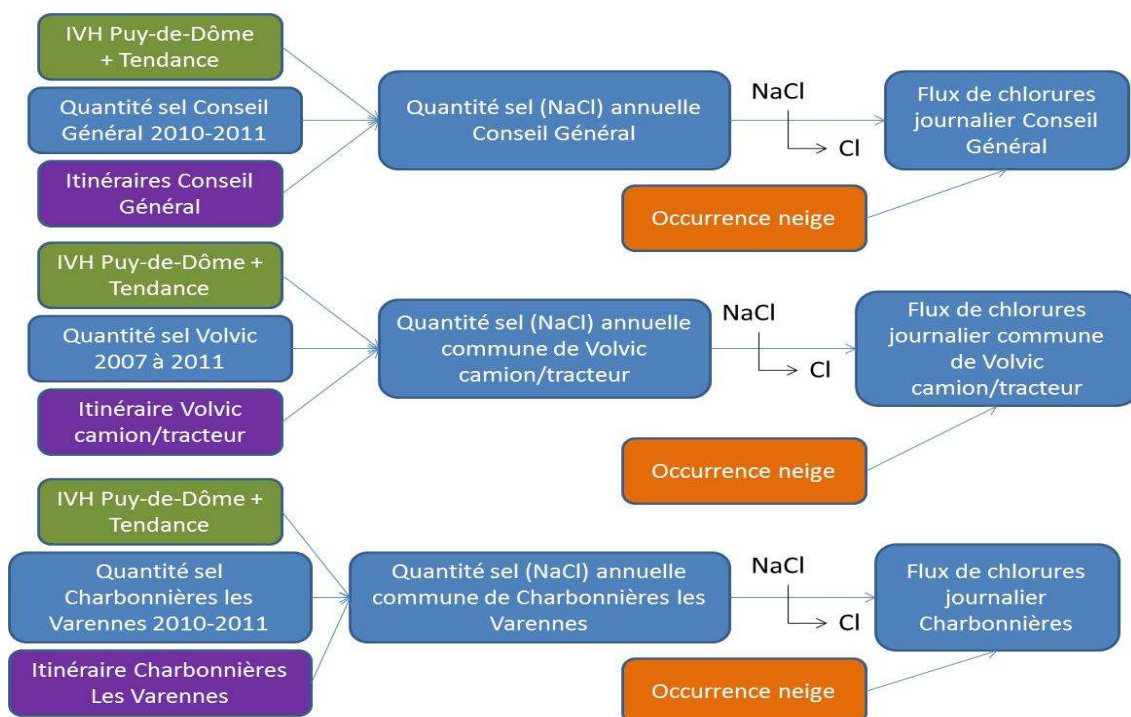 IVH Puy-de-Dôme
+ Tendance
Quantité sel Conseil
Général 2010-2011
Itinéraires Conseil
Général
Quantité sel (NaCl) annuelle
Conseil Général
NaCl
Cl
Flux de chlorures
journalier Conseil
Général
Occurrence neige
IVH Puy-de-Dôme +
Tendance
Quantité sel Volvic
2007 à 2011
Itinéraire Volvic
camion/tracteur
Quantité sel (NaCl) annuelle
commune de Volvic
camion/tracteur
NaCl
Cl
Flux de chlorures
journalier commune
de Volvic
camion/tracteur
Occurrence neige
IVH Puy-de-Dôme +
Tendance
Quantité sel
Charbonnières les
Varennes 2010-2011
Itinéraire Charbonnières
Les Varennes
Quantité sel (NaCl) annuelle
commune de Charbonnières les
Varennes
NaCl
Cl
Flux de chlorures
journalier
Charbonnières
Occurrence neige